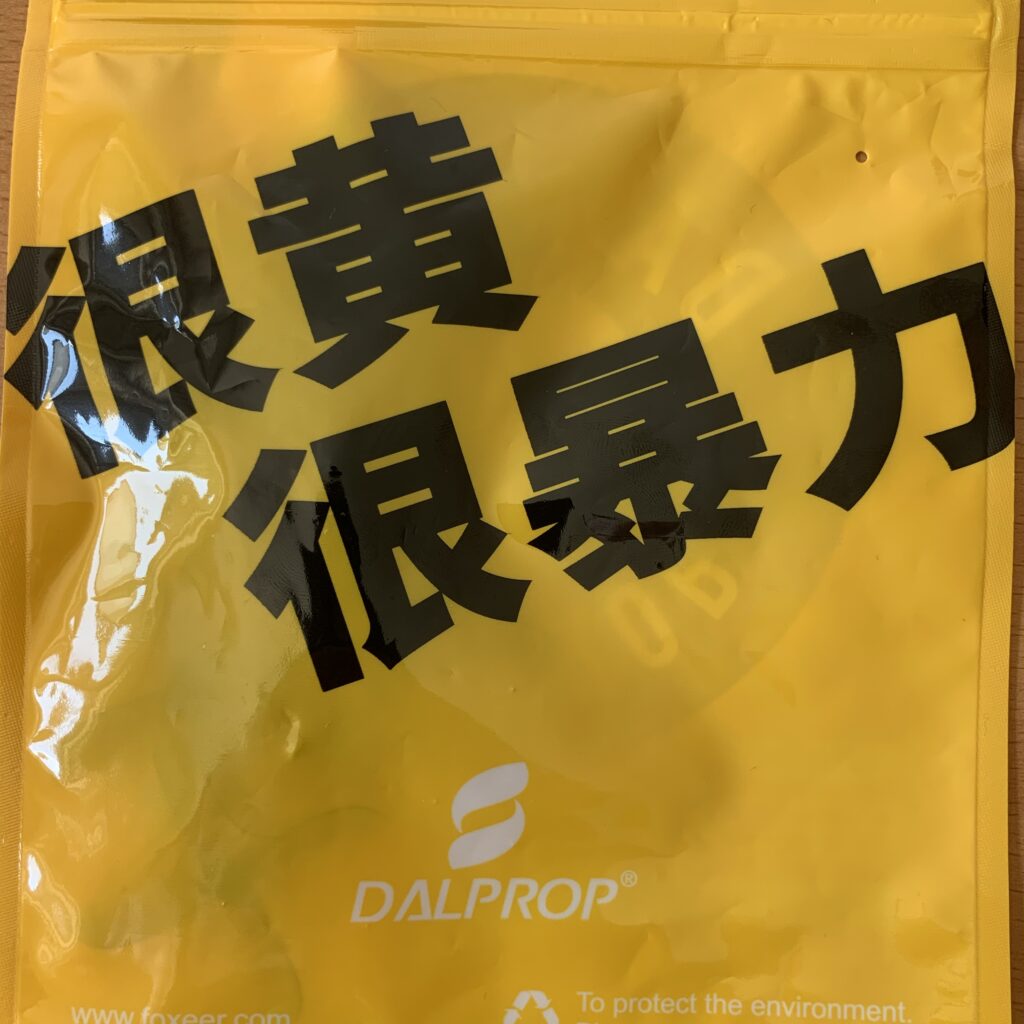 很黄
很暴力
DALPROP®
www.foxeer.com
To protect the environment.